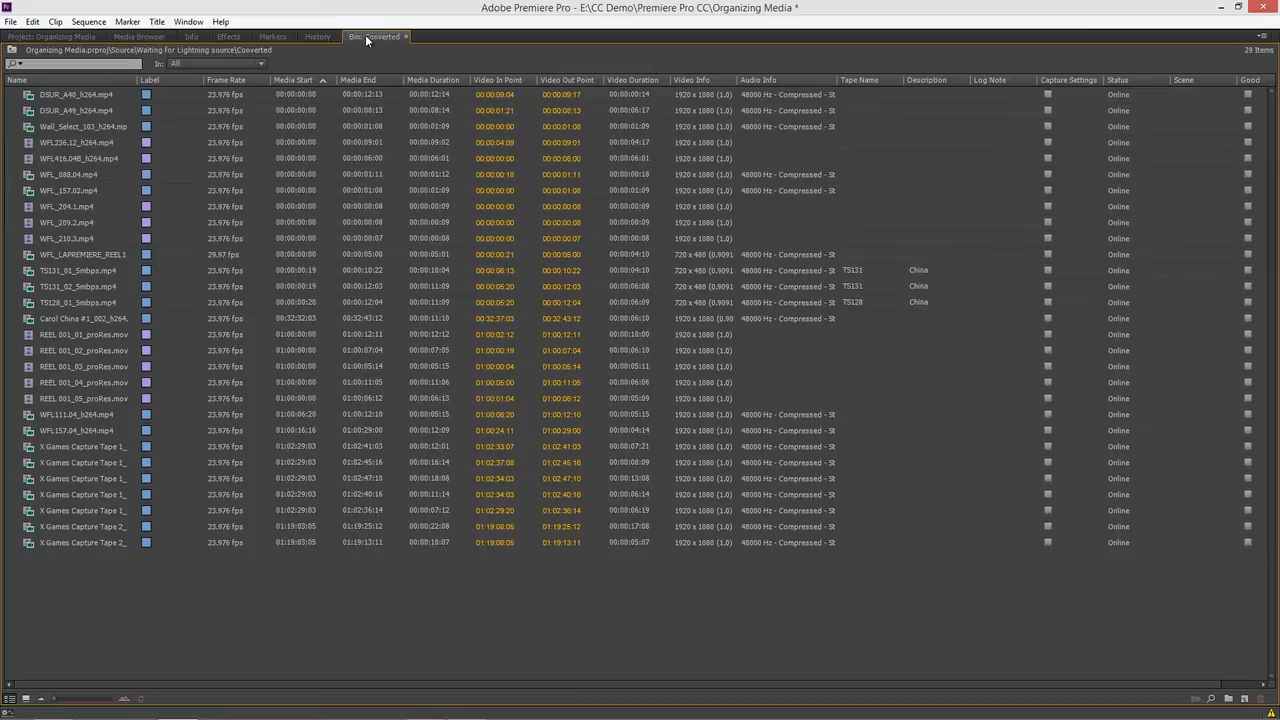 Adobe Premiere Pro - E:\CC Demo\Premiere Pro CC\Organizing Media *
File Edit Clip Sequence Marker Title Window Help
Project: Organizing Media Media Browser Info Effects Markers History Bin: Converted ×
Organizing Media.prproj\Source\Waiting for Lightning source\Converted 29 Items
In: All
Name Label Frame Rate Media Start Media End Media Duration Video In Point Video Out Point Video Duration Video Info Audio Info Tape Name Description Log Note Capture Settings Status Scene Good
DSUR_A40_h264.mp4 23.976 fps 00:00:00:00 00:00:12:13 00:00:12:14 00:00:09:04 00:00:09:17 00:00:00:14 1920 x 1080 (1.0) 48000 Hz - Compressed - St Online
DSUR_A49_h264.mp4 23.976 fps 00:00:00:00 00:00:08:13 00:00:08:14 00:00:01:21 00:00:08:13 00:00:06:17 1920 x 1080 (1.0) 48000 Hz - Compressed - St Online
Wall_Select_103_h264.mp 23.976 fps 00:00:00:00 00:00:01:08 00:00:01:09 00:00:00:00 00:00:01:08 00:00:01:09 1920 x 1080 (1.0) 48000 Hz - Compressed - St Online
WFL236.12_h264.mp4 23.976 fps 00:00:00:00 00:00:09:01 00:00:09:02 00:00:04:09 00:00:09:01 00:00:04:17 1920 x 1080 (1.0) Online
WFL416.04B_h264.mp4 23.976 fps 00:00:00:00 00:00:06:00 00:00:06:01 00:00:00:00 00:00:06:00 00:00:06:01 1920 x 1080 (1.0) Online
WFL_088.04.mp4 23.976 fps 00:00:00:00 00:00:01:11 00:00:01:12 00:00:00:18 00:00:01:11 00:00:00:18 1920 x 1080 (1.0) 48000 Hz - Compressed - St Online
WFL_157.02.mp4 23.976 fps 00:00:00:00 00:00:01:08 00:00:01:09 00:00:00:00 00:00:01:08 00:00:01:09 1920 x 1080 (1.0) 48000 Hz - Compressed - St Online
WFL_204.1.mp4 23.976 fps 00:00:00:00 00:00:00:08 00:00:00:09 00:00:00:00 00:00:00:08 00:00:00:09 1920 x 1080 (1.0) Online
WFL_209.2.mp4 23.976 fps 00:00:00:00 00:00:00:08 00:00:00:09 00:00:00:00 00:00:00:08 00:00:00:09 1920 x 1080 (1.0) Online
WFL_210.3.mp4 23.976 fps 00:00:00:00 00:00:00:07 00:00:00:08 00:00:00:00 00:00:00:07 00:00:00:08 1920 x 1080 (1.0) Online
WFL_LAPREMIERE_REEL1 29.97 fps 00:00:00:00 00:00:05:00 00:00:05:01 00:00:00:21 00:00:05:00 00:00:04:10 720 x 480 (0.9091 48000 Hz - Compressed - St Online
TS131_01_5mbps.mp4 23.976 fps 00:00:00:19 00:00:10:22 00:00:10:04 00:00:06:13 00:00:10:22 00:00:04:10 720 x 480 (0.9091 48000 Hz - Compressed - St TS131 China Online
TS131_02_5mbps.mp4 23.976 fps 00:00:00:19 00:00:12:03 00:00:11:09 00:00:05:20 00:00:12:03 00:00:06:08 720 x 480 (0.9091 48000 Hz - Compressed - St TS131 China Online
TS128_01_5mbps.mp4 23.976 fps 00:00:00:20 00:00:12:04 00:00:11:09 00:00:05:20 00:00:12:04 00:00:06:09 720 x 480 (0.9091 48000 Hz - Compressed - St TS128 China Online
Carol China #1_002_h264. 23.976 fps 00:32:32:03 00:32:43:12 00:00:11:10 00:32:37:03 00:32:43:12 00:00:06:10 1920 x 1080 (0.90 48000 Hz - Compressed - St Online
REEL 001_01_proRes.mov 23.976 fps 01:00:00:00 01:00:12:11 00:00:12:12 01:00:02:12 01:00:12:11 00:00:10:00 1920 x 1080 (1.0) Online
REEL 001_02_proRes.mov 23.976 fps 01:00:00:00 01:00:07:04 00:00:07:05 01:00:00:19 01:00:07:04 00:00:06:10 1920 x 1080 (1.0) Online
REEL 001_03_proRes.mov 23.976 fps 01:00:00:00 01:00:05:14 00:00:05:15 01:00:00:04 01:00:05:14 00:00:05:11 1920 x 1080 (1.0) Online
REEL 001_04_proRes.mov 23.976 fps 01:00:00:00 01:00:11:05 00:00:11:06 01:00:05:00 01:00:11:05 00:00:06:06 1920 x 1080 (1.0) Online
REEL 001_05_proRes.mov 23.976 fps 01:00:00:00 01:00:06:12 00:00:06:13 01:00:01:04 01:00:06:12 00:00:05:09 1920 x 1080 (1.0) Online
WFL111.04_h264.mp4 23.976 fps 01:00:06:20 01:00:12:10 00:00:05:15 01:00:06:20 01:00:12:10 00:00:05:15 1920 x 1080 (1.0) 48000 Hz - Compressed - St Online
WFL157.04_h264.mp4 23.976 fps 01:00:16:16 01:00:29:00 00:00:12:09 01:00:24:11 01:00:29:00 00:00:04:14 1920 x 1080 (1.0) 48000 Hz - Compressed - St Online
X Games Capture Tape 1_ 23.976 fps 01:02:29:03 01:02:41:03 00:00:12:01 01:02:33:07 01:02:41:03 00:00:07:21 1920 x 1080 (1.0) 48000 Hz - Compressed - St Online
X Games Capture Tape 1_ 23.976 fps 01:02:29:03 01:02:45:16 00:00:16:14 01:02:37:08 01:02:45:16 00:00:08:09 1920 x 1080 (1.0) 48000 Hz - Compressed - St Online
X Games Capture Tape 1_ 23.976 fps 01:02:29:03 01:02:47:10 00:00:18:08 01:02:34:03 01:02:47:10 00:00:13:08 1920 x 1080 (1.0) 48000 Hz - Compressed - St Online
X Games Capture Tape 1_ 23.976 fps 01:02:29:03 01:02:40:16 00:00:11:14 01:02:34:03 01:02:40:16 00:00:06:14 1920 x 1080 (1.0) 48000 Hz - Compressed - St Online
X Games Capture Tape 1_ 23.976 fps 01:02:29:03 01:02:36:14 00:00:07:12 01:02:29:20 01:02:36:14 00:00:06:19 1920 x 1080 (1.0) 48000 Hz - Compressed - St Online
X Games Capture Tape 2_ 23.976 fps 01:19:03:05 01:19:25:12 00:00:22:08 01:19:08:05 01:19:25:12 00:00:17:08 1920 x 1080 (1.0) 48000 Hz - Compressed - St Online
X Games Capture Tape 2_ 23.976 fps 01:19:03:05 01:19:13:11 00:00:10:07 01:19:08:05 01:19:13:11 00:00:05:07 1920 x 1080 (1.0) 48000 Hz - Compressed - St Online